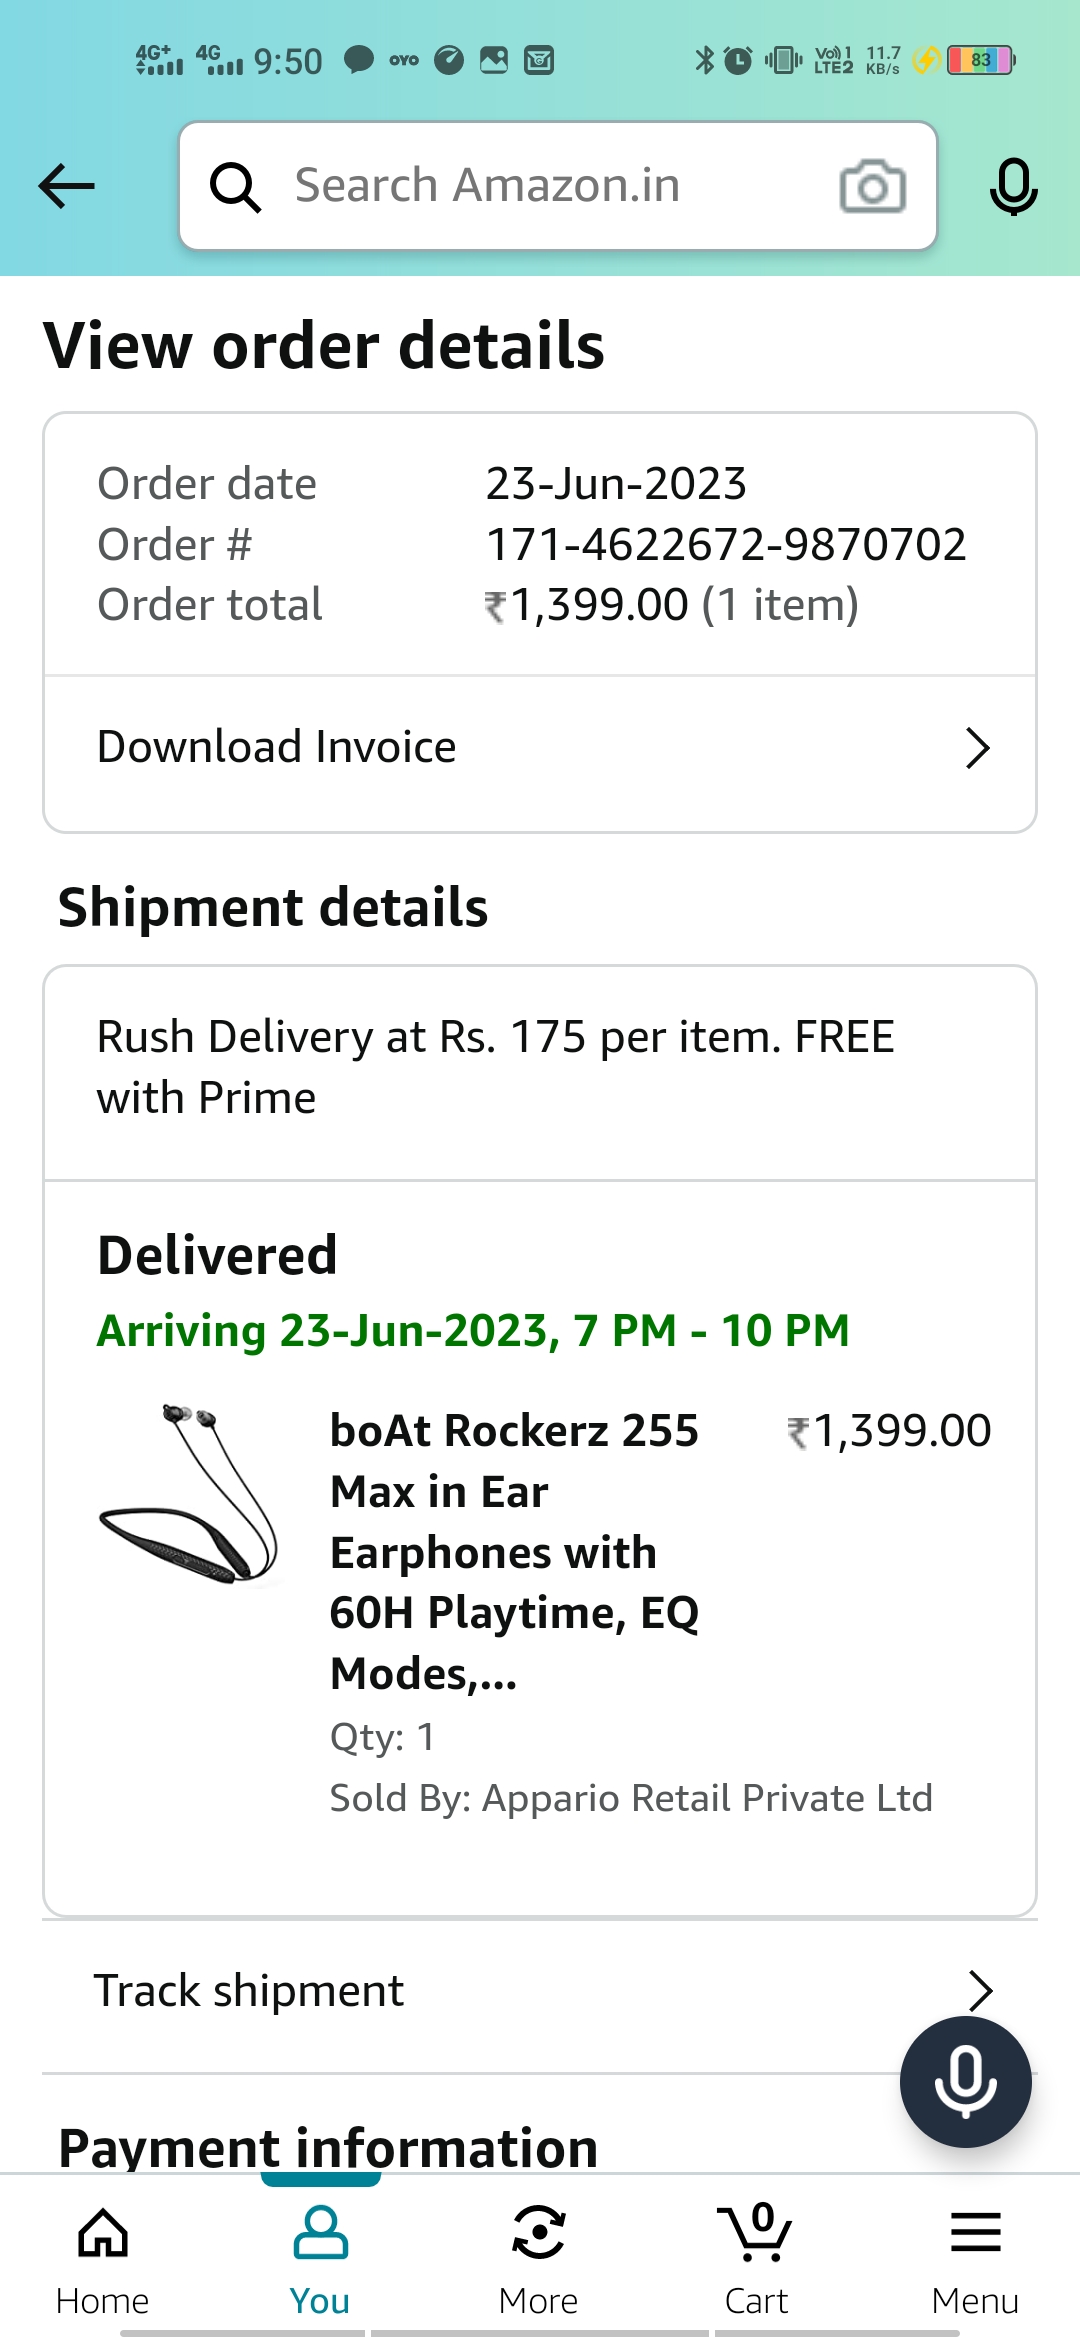 4G+ 4G 9:50 OYO Vo)) 1 LTE2 11.7 KB/s 83
Search Amazon.in
View order details
Order date 23-Jun-2023
Order # 171-4622672-9870702
Order total ₹1,399.00 (1 item)
Download Invoice
Shipment details
Rush Delivery at Rs. 175 per item. FREE
with Prime
Delivered
Arriving 23-Jun-2023, 7 PM - 10 PM
boAt Rockerz 255 ₹1,399.00
Max in Ear
Earphones with
60H Playtime, EQ
Modes,...
Qty: 1
Sold By: Appario Retail Private Ltd
Track shipment
Payment information
0
Home You More Cart Menu